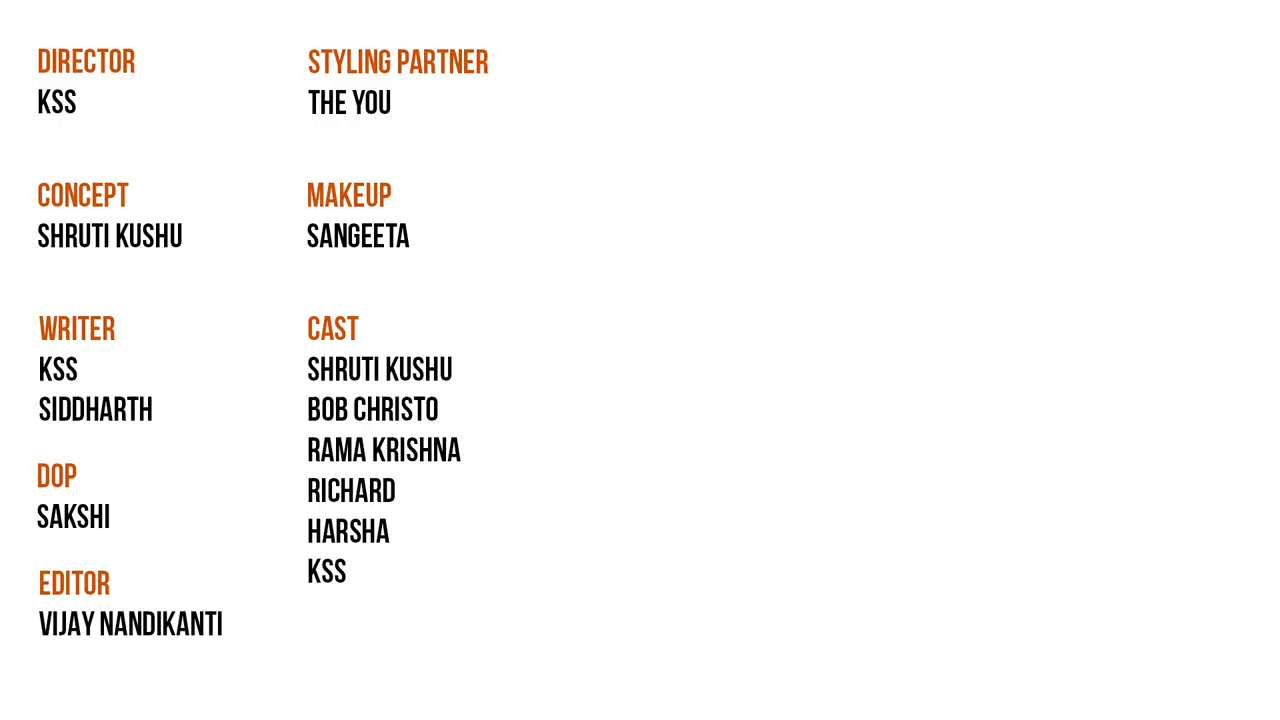 DIRECTOR
KSS
CONCEPT
SHRUTI KUSHU
WRITER
KSS
SIDDHARTH
DOP
SAKSHI
EDITOR
VIJAY NANDIKANTI
STYLING PARTNER
THE YOU
MAKEUP
SANGEETA
CAST
SHRUTI KUSHU
BOB CHRISTO
RAMA KRISHNA
RICHARD
HARSHA
KSS